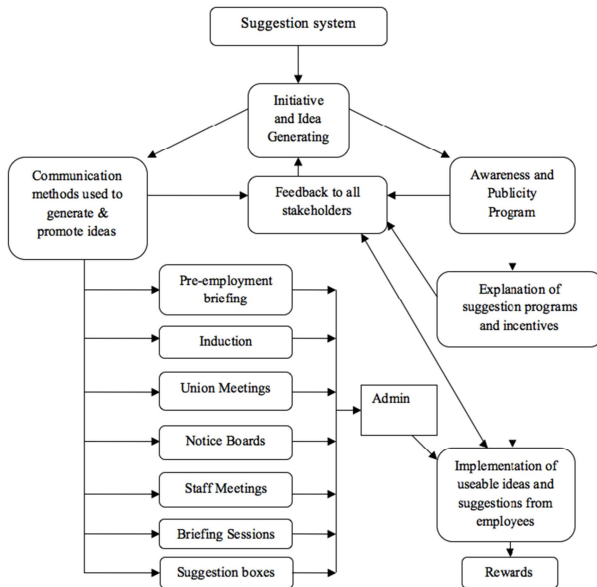 Suggestion system
Initiative
and Idea
Generating
Communication
methods used to
generate &
promote ideas
Feedback to all
stakeholders
Awareness and
Publicity
Program
Pre-employment
briefing
Explanation of
suggestion programs
and incentives
Induction
Union Meetings
Admin
Notice Boards
Staff Meetings
Implementation of
useable ideas and
suggestions from
employees
Briefing Sessions
Suggestion boxes
Rewards